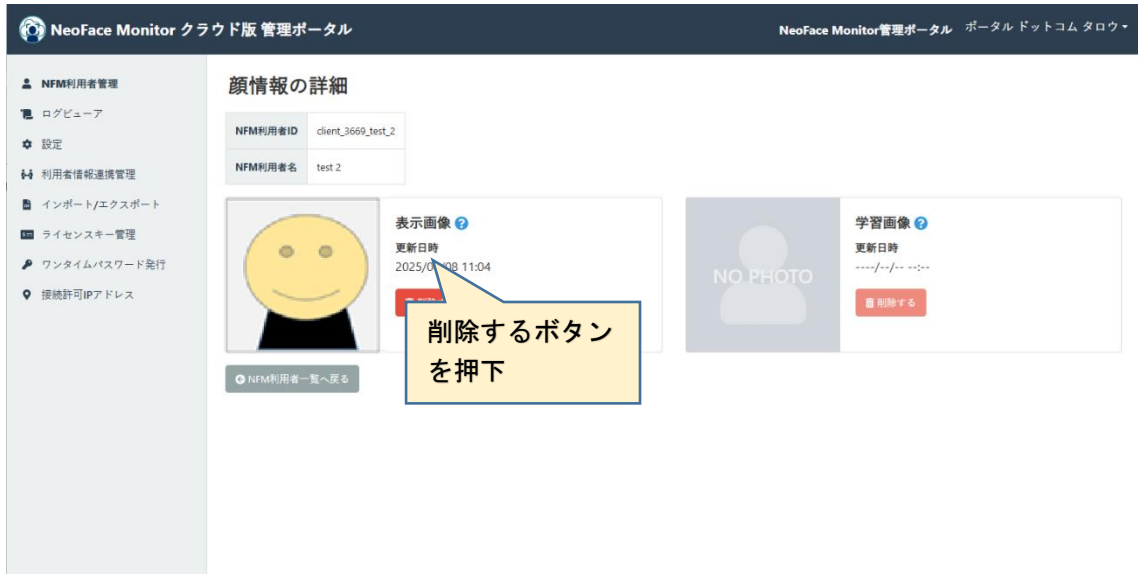 NeoFace Monitor クラウド版 管理ポータル
NeoFace Monitor管理ポータル ポータル ドットコム タロウ
NFM利用者管理
ログビューア
設定
利用者情報連携管理
インポート/エクスポート
ライセンスキー管理
ワンタイムパスワード発行
接続許可IPアドレス
顔情報の詳細
NFM利用者ID client_3669_test_2
NFM利用者名 test 2
表示画像
更新日時
2025/0 /08 11:04
削除するボタン
を押下
NO PHOTO
学習画像
更新日時
----/--/-- --:--
削除する
NFM利用者一覧へ戻る